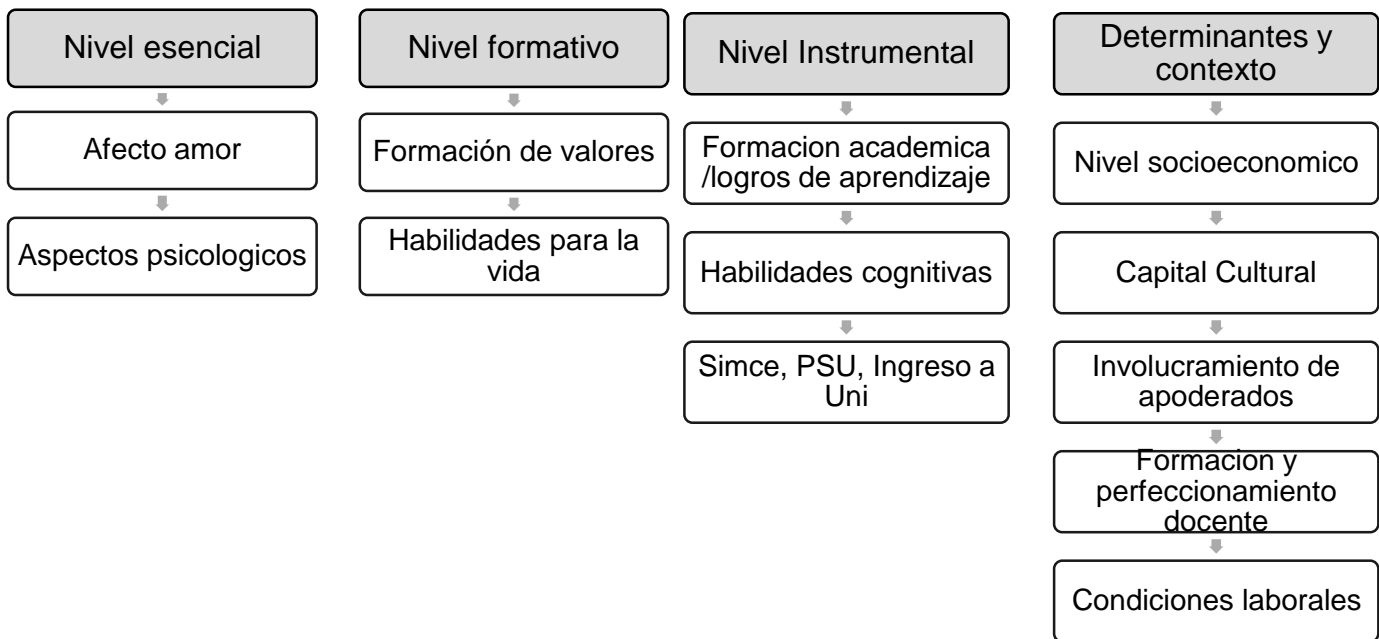 Nivel esencial
Afecto amor
Aspectos psicologicos
Nivel formativo
Formación de valores
Habilidades para la
vida
Nivel Instrumental
Formacion academica
/logros de aprendizaje
Habilidades cognitivas
Simce, PSU, Ingreso a
Uni
Determinantes y
contexto
Nivel socioeconomico
Capital Cultural
Involucramiento de
apoderados
Formacion y
perfeccionamiento
docente
Condiciones laborales